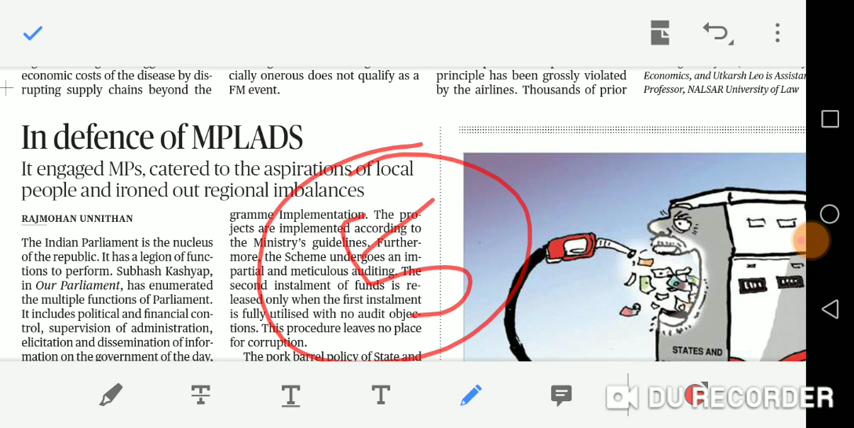 economic costs of the disease by dis-
rupting supply chains beyond the
cially onerous does not qualify as a
FM event.
principle has been grossly violated
by the airlines. Thousands of prior
Economics, and Utkarsh Leo is Assistan
Professor, NALSAR University of Law
In defence of MPLADS
It engaged MPs, catered to the aspirations of local
people and ironed out regional imbalances
RAJMOHAN UNNITHAN
The Indian Parliament is the nucleus
of the republic. It has a legion of func-
tions to perform. Subhash Kashyap,
in Our Parliament, has enumerated
the multiple functions of Parliament.
It includes political and financial con-
trol, supervision of administration,
elicitation and dissemination of infor-
mation on the government of the day,
gramme Implementation. The pro-
jects are implemented according to
the Ministry's guidelines. Further-
more, the Scheme undergoes an im-
partial and meticulous auditing. The
second instalment of funds is re-
leased only when the first instalment
is fully utilised with no audit objec-
tions. This procedure leaves no place
for corruption.
The pork barrel policy of State and
STATES AND
T
T
T
DU RECORDER